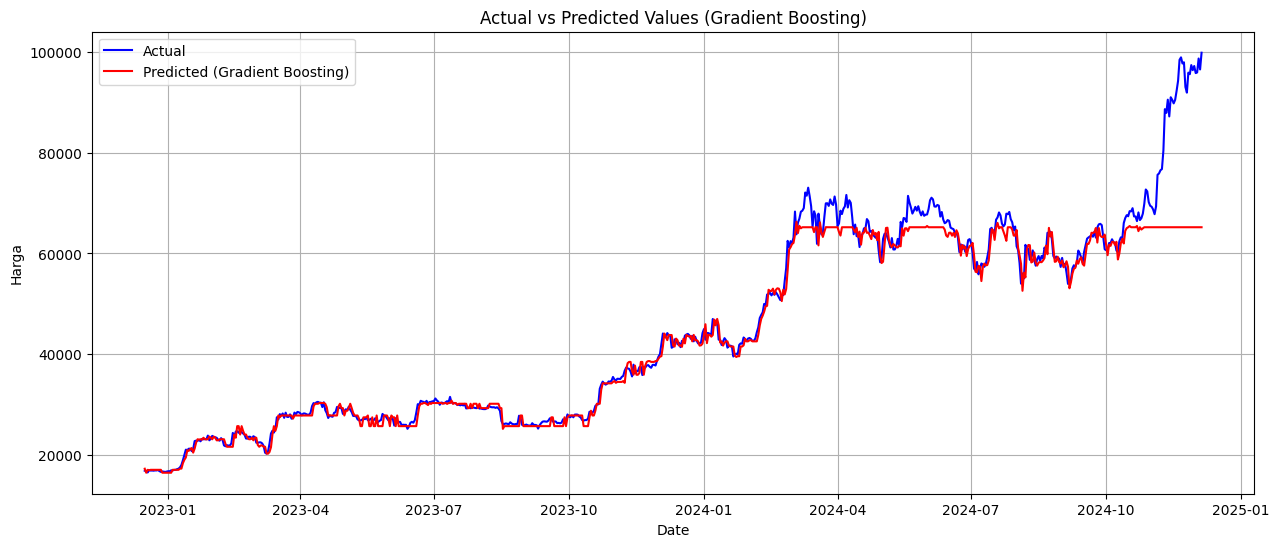 Actual vs Predicted Values (Gradient Boosting)
Actual
Predicted (Gradient Boosting)
Harga
100000
80000
60000
40000
20000
2023-01
2023-04
2023-07
2023-10
2024-01
2024-04
2024-07
2024-10
2025-01
Date